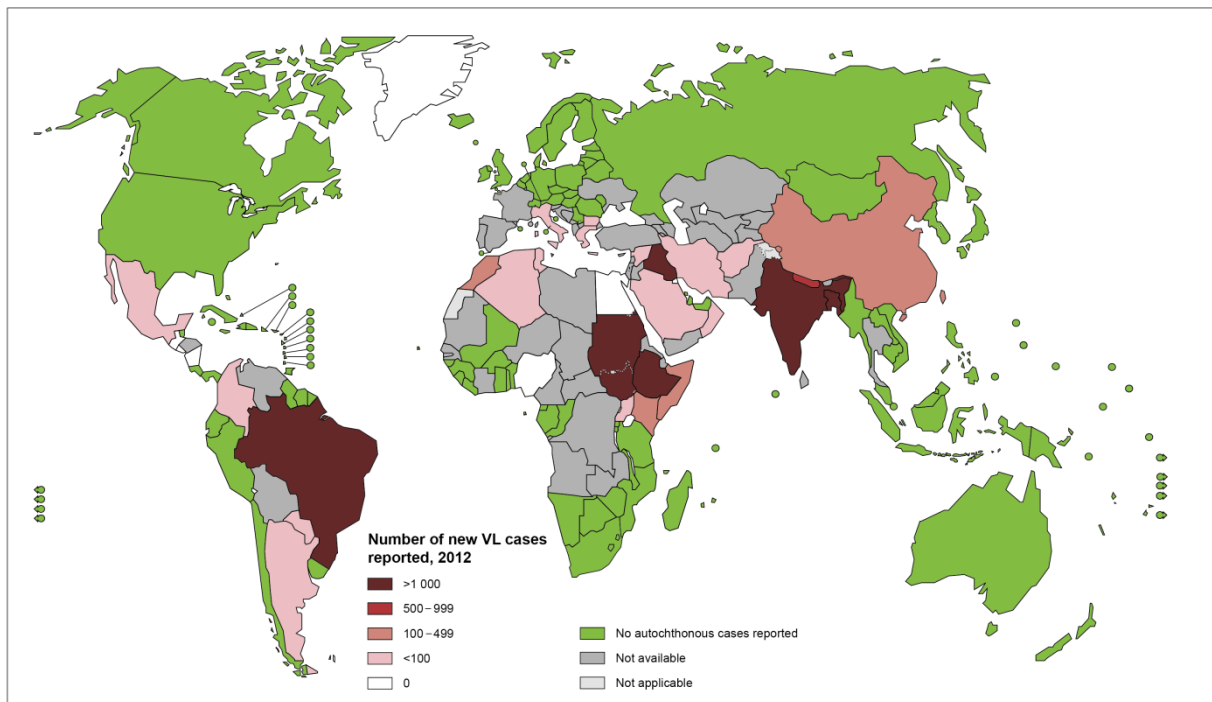 Number of new VL cases
reported, 2012
>1 000
500–999
100–499
<100
0
No autochthonous cases reported
Not available
Not applicable